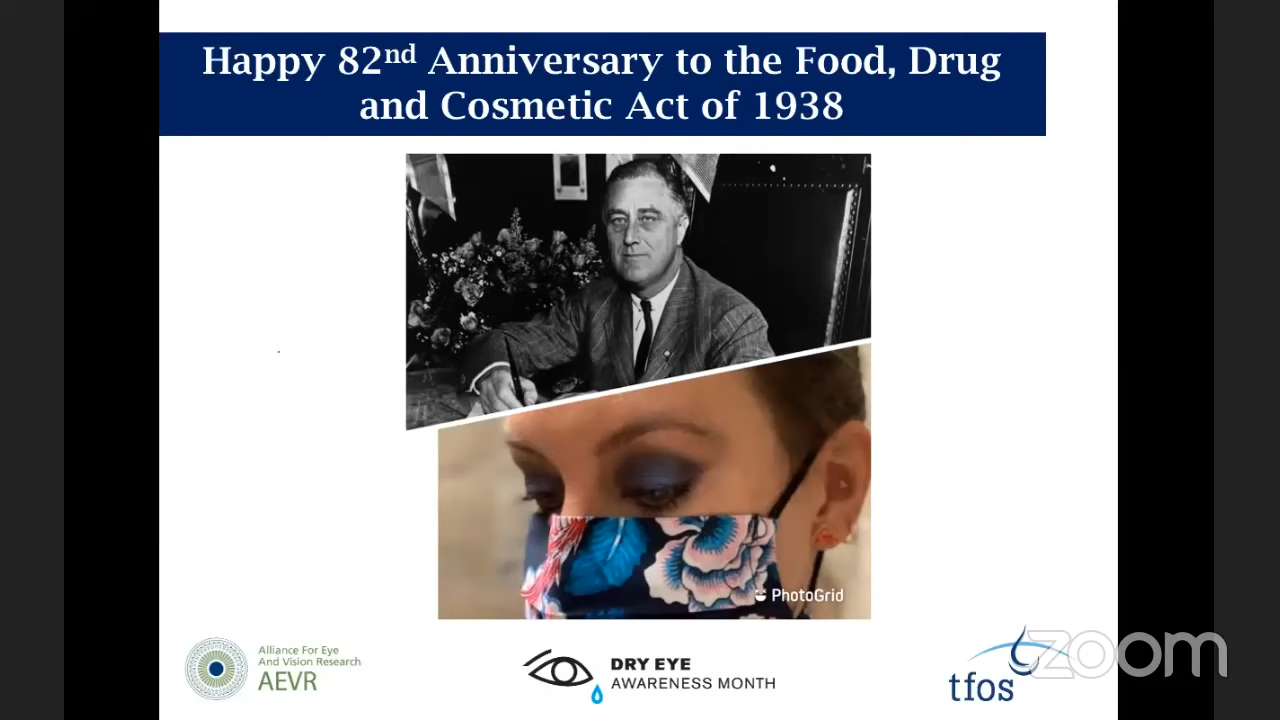 Happy 82nd Anniversary to the Food, Drug
and Cosmetic Act of 1938
PhotoGrid
Alliance For Eye
And Vision Research
AEVR
DRY EYE
AWARENESS MONTH
tfos
zoom